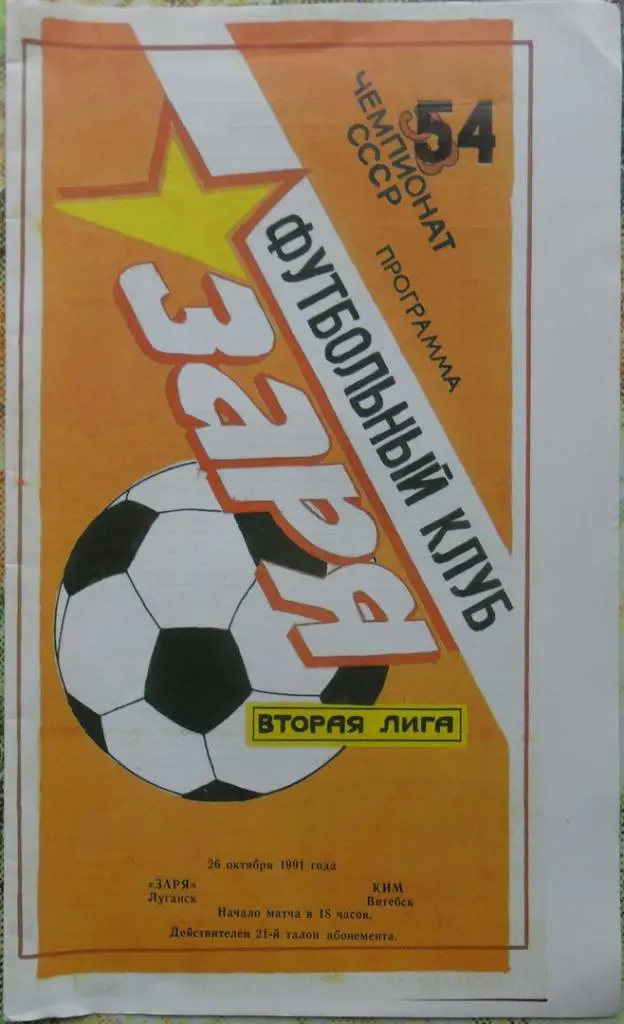 54
ЧЕМПИОНАТ
СССР
ПРОГРАММА
ФУТБОЛЬНЫЙ КЛУБ
ЗАРЯ
ВТОРАЯ ЛИГА
26 октября 1991 года
«ЗАРЯ» КИМ
Луганск Витебск
Начало матча в 18 часов.
Действителен 21-й талон абонемента.